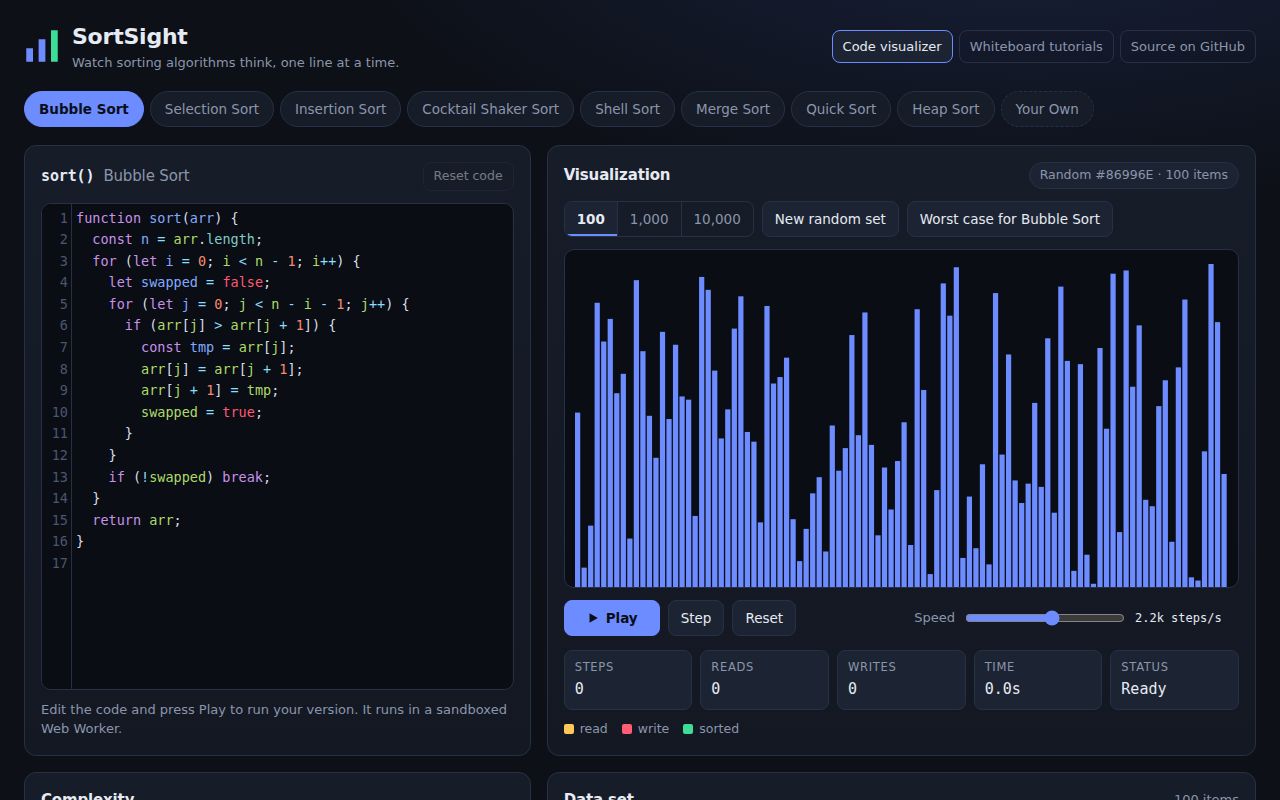 SortSight
Watch sorting algorithms think, one line at a time.
Code visualizer
Whiteboard tutorials
Source on GitHub
Bubble Sort
Selection Sort
Insertion Sort
Cocktail Shaker Sort
Shell Sort
Merge Sort
Quick Sort
Heap Sort
Your Own
sort() Bubble Sort
Reset code
1 function sort(arr) {
2   const n = arr.length;
3   for (let i = 0; i < n - 1; i++) {
4     let swapped = false;
5     for (let j = 0; j < n - i - 1; j++) {
6       if (arr[j] > arr[j + 1]) {
7         const tmp = arr[j];
8         arr[j] = arr[j + 1];
9         arr[j + 1] = tmp;
10         swapped = true;
11       }
12     }
13     if (!swapped) break;
14   }
15   return arr;
16 }
17
Edit the code and press Play to run your version. It runs in a sandboxed
Web Worker.
Visualization
Random #86996E · 100 items
100
1,000
10,000
New random set
Worst case for Bubble Sort
Play
Step
Reset
Speed
2.2k steps/s
STEPS
0
READS
0
WRITES
0
TIME
0.0s
STATUS
Ready
read
write
sorted
Complexity
Data set
100 items